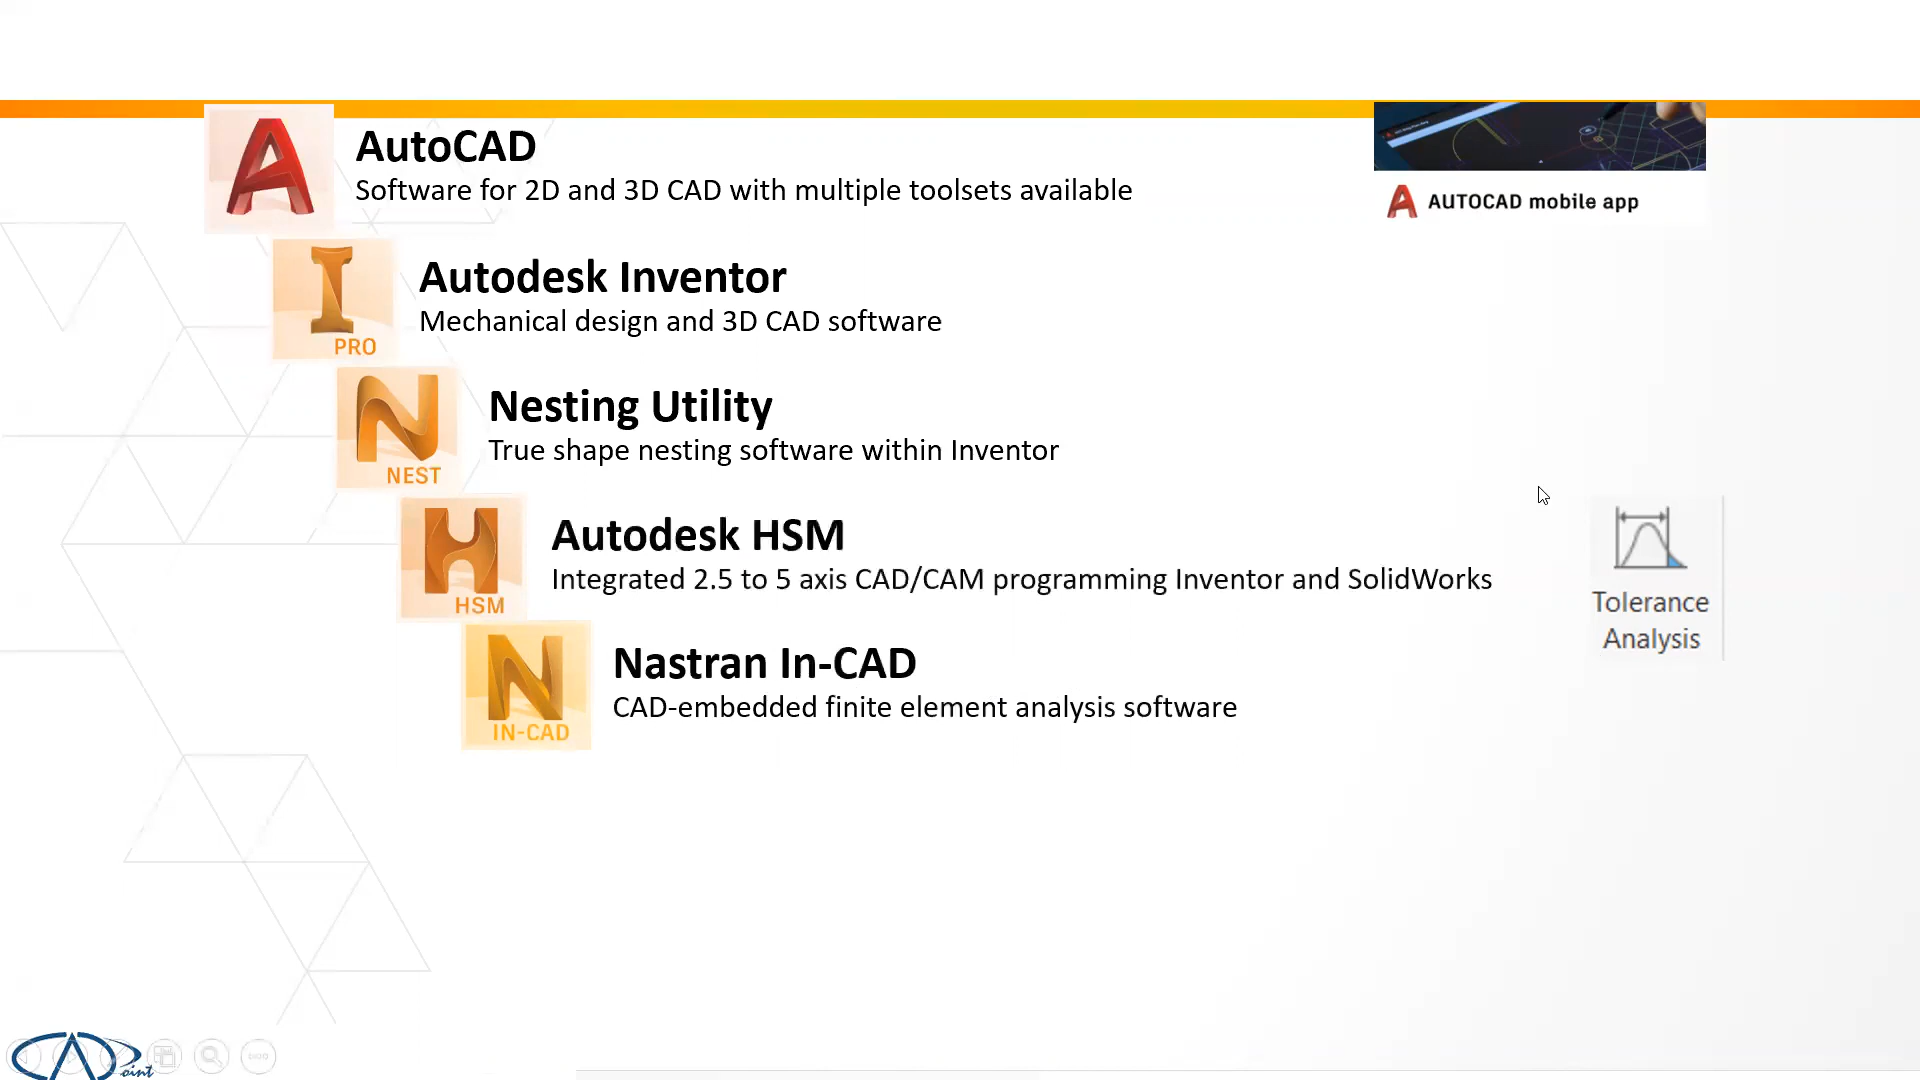 AutoCAD
Software for 2D and 3D CAD with multiple toolsets available
AUTOCAD mobile app
PRO
Autodesk Inventor
Mechanical design and 3D CAD software
NEST
Nesting Utility
True shape nesting software within Inventor
HSM
Autodesk HSM
Integrated 2.5 to 5 axis CAD/CAM programming Inventor and SolidWorks
Tolerance
Analysis
IN-CAD
Nastran In-CAD
CAD-embedded finite element analysis software
CADPoint